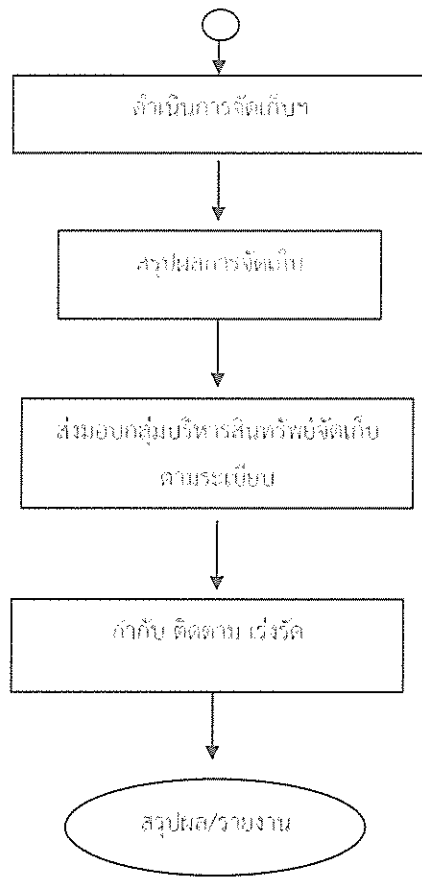 ดำเนินการจัดเก็บฯ
สรุปผลการจัดเก็บ
ส่งมอบกลุ่มบริหารสินทรัพย์จัดเก็บ
ตามระเบียบ
กำกับ ติดตาม เร่งรัด
สรุปผล/รายงาน